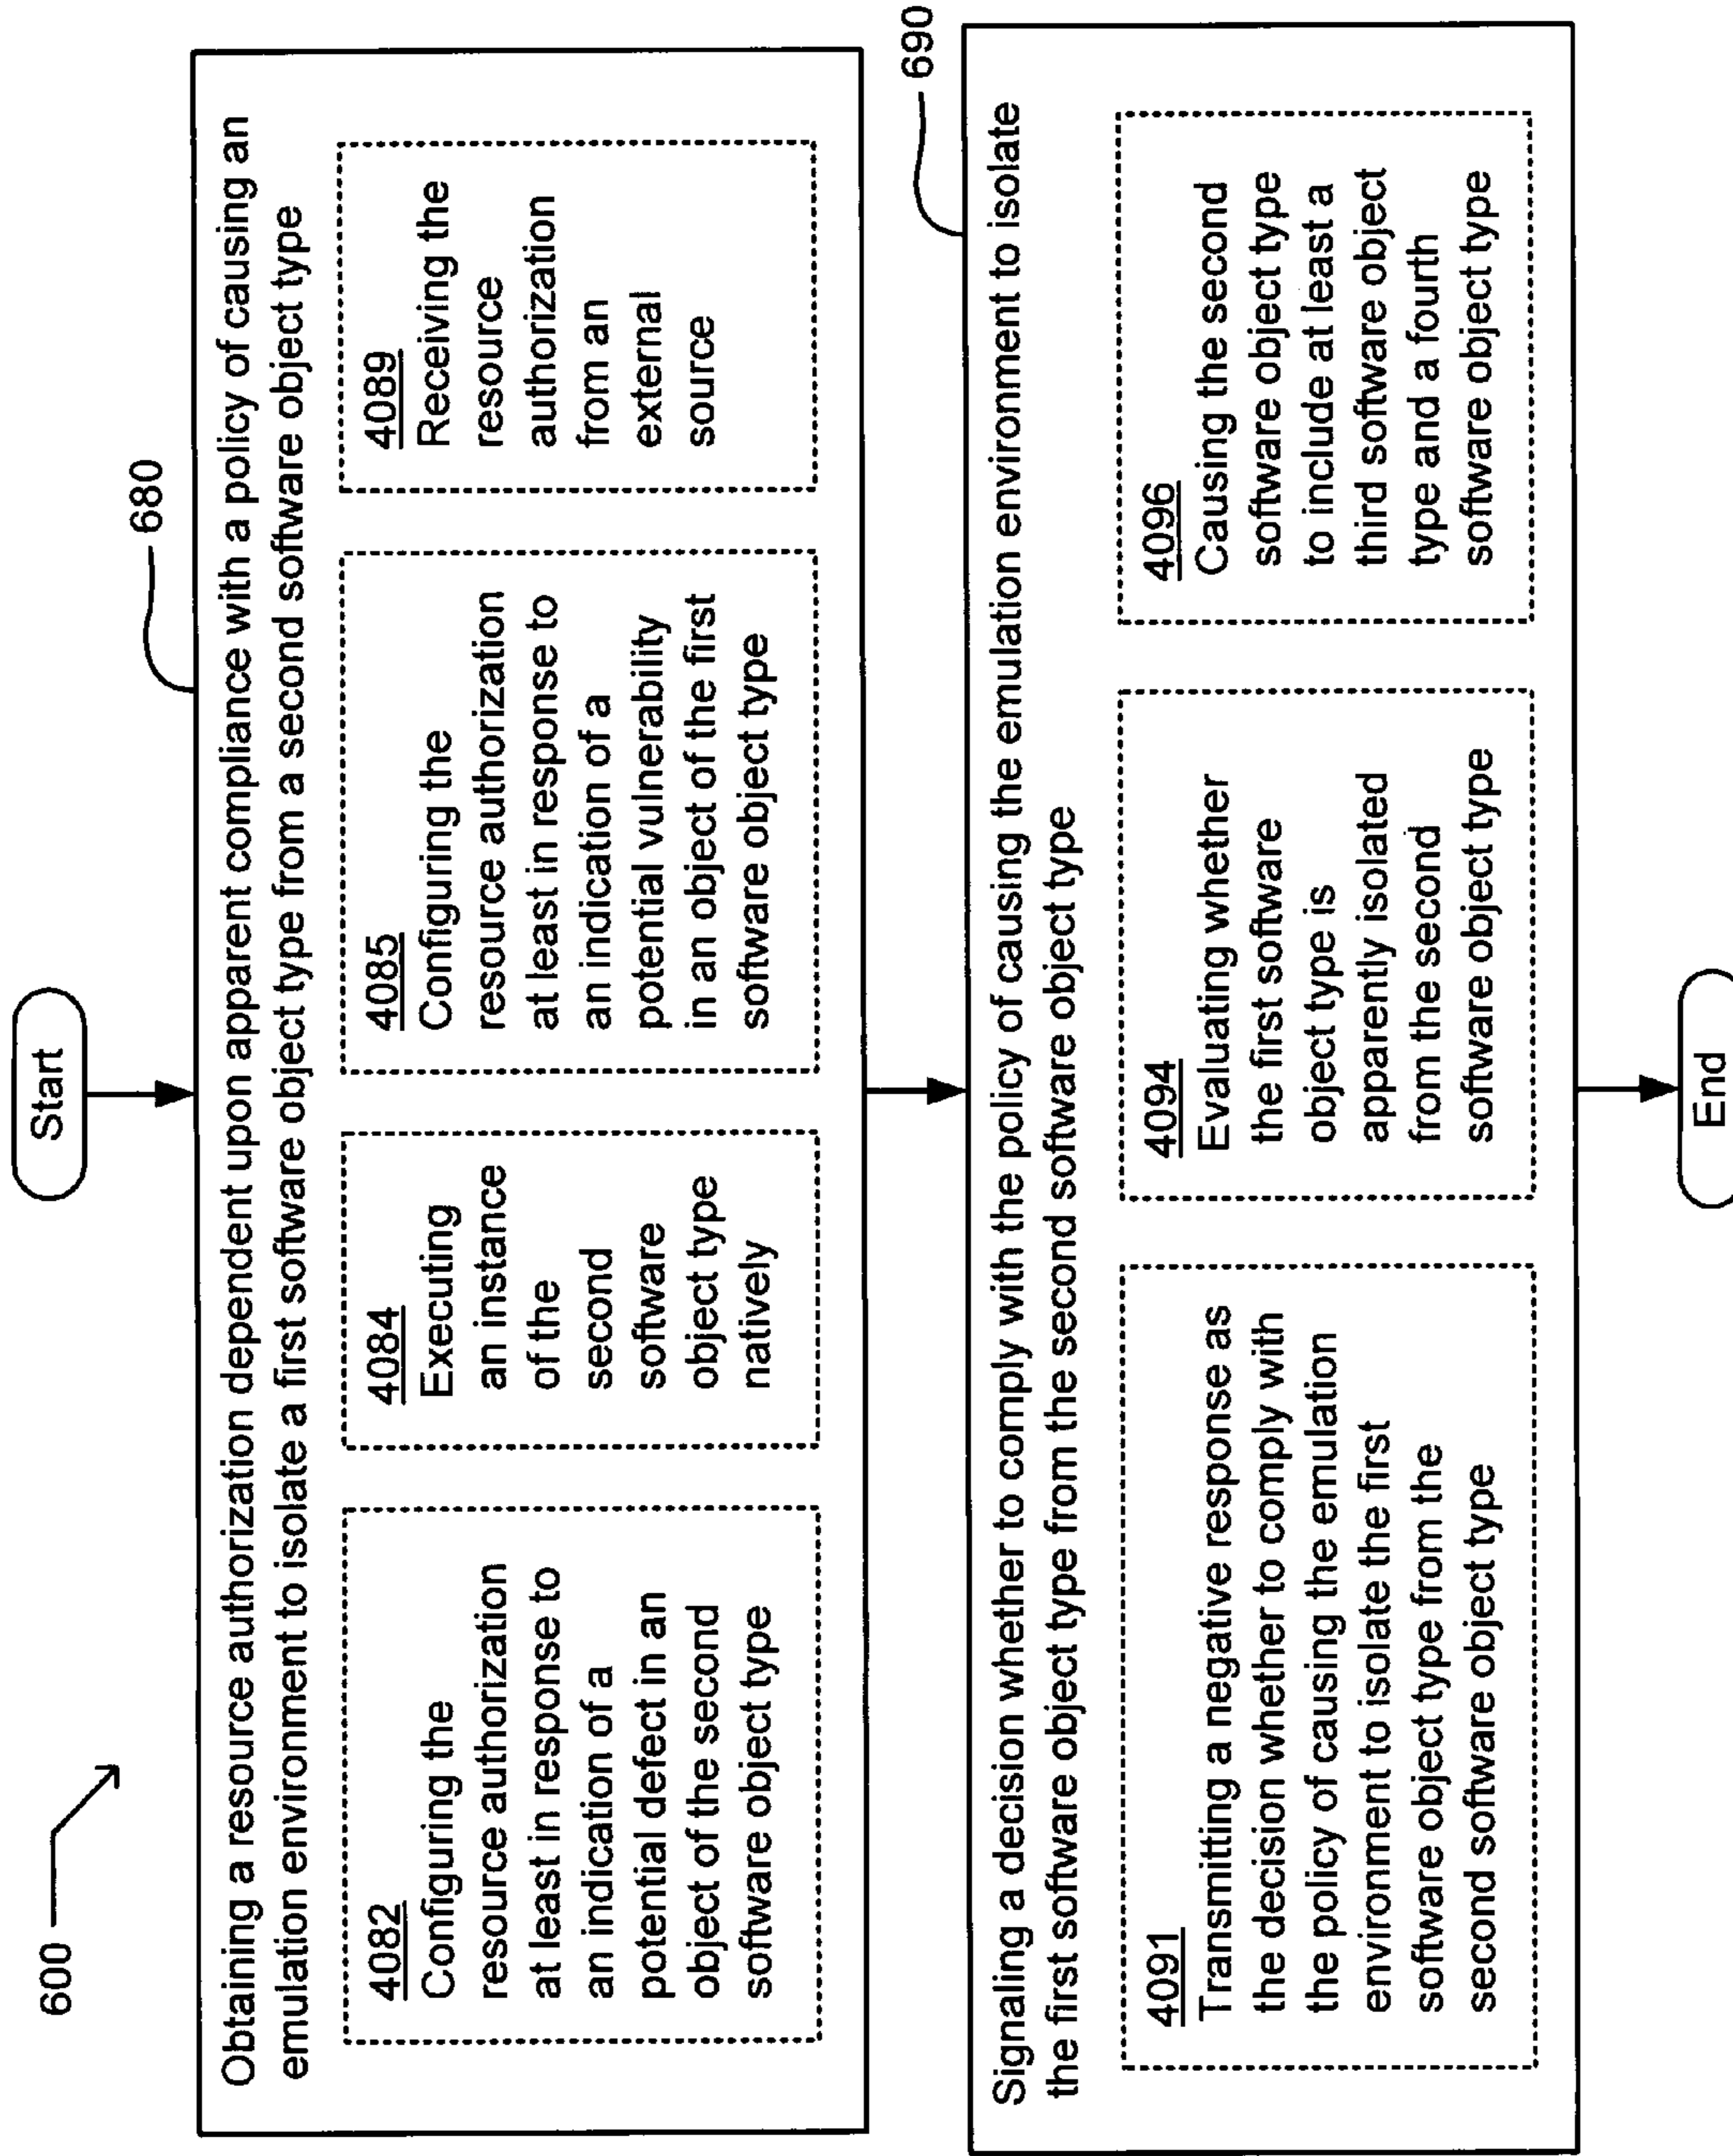 600
Start
680
Obtaining a resource authorization dependent upon apparent compliance with a policy of causing an
emulation environment to isolate a first software object type from a second software object type
4082
Configuring the
resource authorization
at least in response to
an indication of a
potential defect in an
object of the second
software object type
4084
Executing
an instance
of the
second
software
object type
natively
4085
Configuring the
resource authorization
at least in response to
an indication of a
potential vulnerability
in an object of the first
software object type
4089
Receiving the
resource
authorization
from an
external
source
690
Signaling a decision whether to comply with the policy of causing the emulation environment to isolate
the first software object type from the second software object type
4091
Transmitting a negative response as
the decision whether to comply with
the policy of causing the emulation
environment to isolate the first
software object type from the
second software object type
4094
Evaluating whether
the first software
object type is
apparently isolated
from the second
software object type
4096
Causing the second
software object type
to include at least a
third software object
type and a fourth
software object type
End